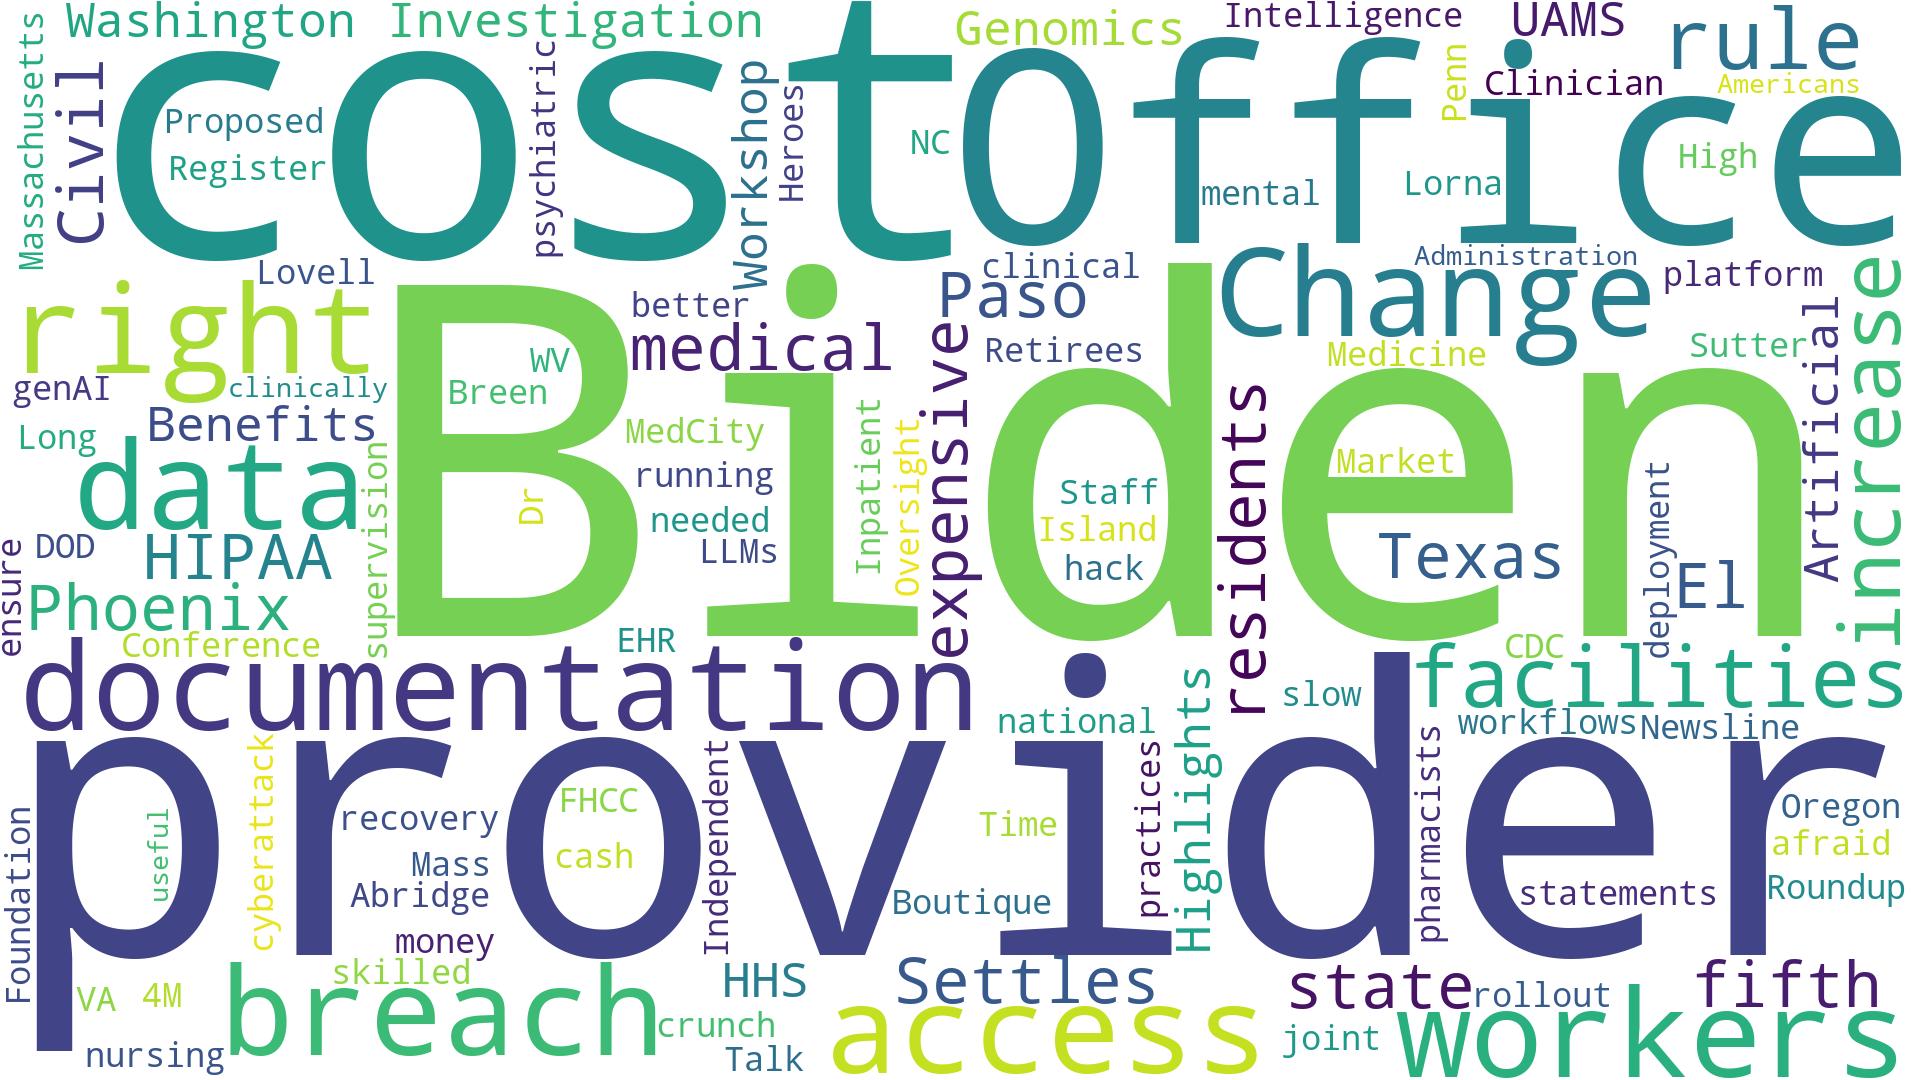 Washington
Investigation
Genomics
Intelligence
UAMS
rule
Massachusetts
Civil
cost
Office
psychiatric
Workshop
Heroes
Penn
Clinician
Americans
Proposed
Register
NC
mental
Lorna
High
Lovell
clinical
Change
Administration
platform
increase
right
Biden
better
Paso
medical
WV
Retirees
Medicine
Sutter
Artificial
genAI
clinically
Breen
expensive
residents
Benefits
Long
MedCity
Inpatient
Oversight
Market
data
supervision
Dr
running
Staff
needed
Island
LLMs
hack
Texas
deployment
El
DOD
HIPAA
ensure
Phoenix
Conference
EHR
CDC
facilities
documentation
national
Highlights
slow
workflows
Newsline
provider
cyberattack
Independent
practices
pharmacists
Foundation
useful
recovery
FHCC
Time
Oregon
Mass
cash
afraid
Abridge
Boutique
statements
Roundup
money
skilled
breach
HHS
Settles
state
rollout
fifth
VA
4M
crunch
access
joint
workers
nursing
Talk